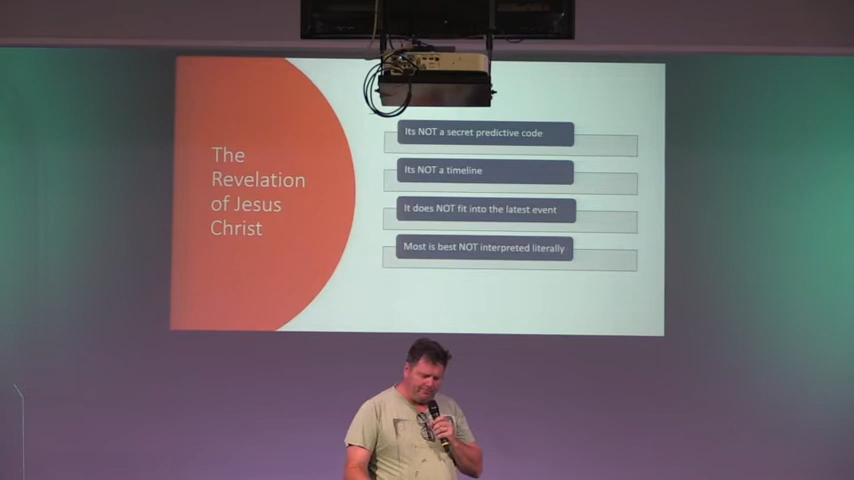 The
Revelation
of Jesus
Christ
Its NOT a secret predictive code
Its NOT a timeline
It does NOT fit into the latest event
Most is best NOT interpreted literally